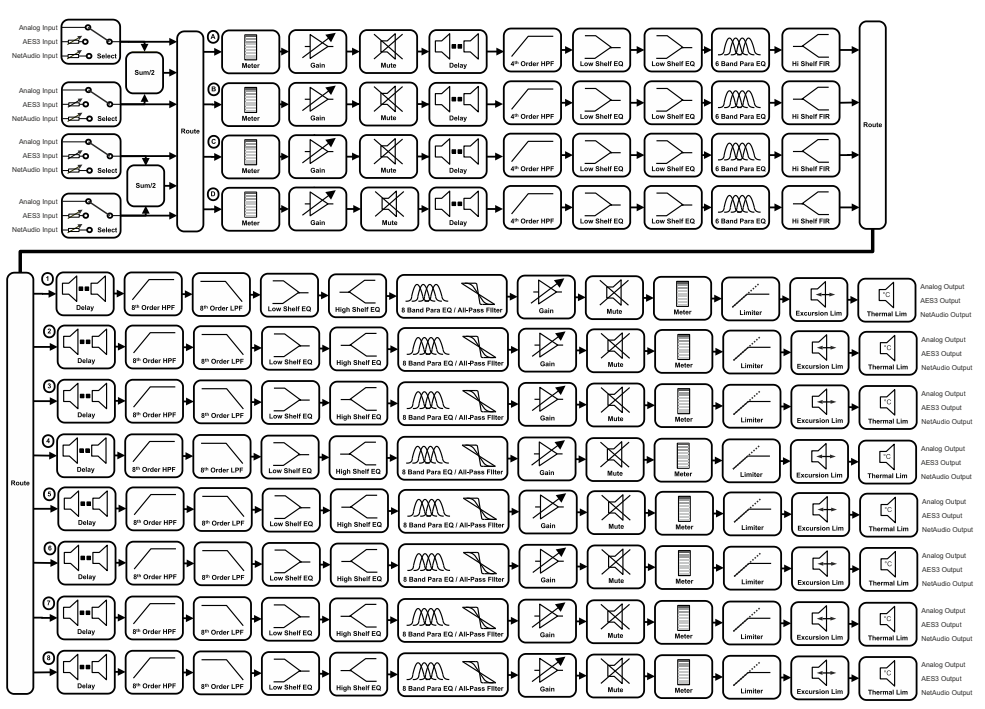 Analog Input
AES3 Input
NetAudio Input Select
Sum/2
Analog Input
AES3 Input
NetAudio Input Select
Analog Input
AES3 Input
NetAudio Input Select
Sum/2
Analog Input
AES3 Input
NetAudio Input Select
Route
A Meter Gain Mute Delay 4th Order HPF Low Shelf EQ Low Shelf EQ 6 Band Para EQ Hi Shelf FIR
B Meter Gain Mute Delay 4th Order HPF Low Shelf EQ Low Shelf EQ 6 Band Para EQ Hi Shelf FIR
C Meter Gain Mute Delay 4th Order HPF Low Shelf EQ Low Shelf EQ 6 Band Para EQ Hi Shelf FIR
D Meter Gain Mute Delay 4th Order HPF Low Shelf EQ Low Shelf EQ 6 Band Para EQ Hi Shelf FIR
Route
Route
1 Delay 8th Order HPF 8th Order LPF Low Shelf EQ High Shelf EQ 8 Band Para EQ / All-Pass Filter Gain Mute Meter Limiter Excursion Lim °C Thermal Lim
Analog Output
AES3 Output
NetAudio Output
2 Delay 8th Order HPF 8th Order LPF Low Shelf EQ High Shelf EQ 8 Band Para EQ / All-Pass Filter Gain Mute Meter Limiter Excursion Lim °C Thermal Lim
Analog Output
AES3 Output
NetAudio Output
3 Delay 8th Order HPF 8th Order LPF Low Shelf EQ High Shelf EQ 8 Band Para EQ / All-Pass Filter Gain Mute Meter Limiter Excursion Lim °C Thermal Lim
Analog Output
AES3 Output
NetAudio Output
4 Delay 8th Order HPF 8th Order LPF Low Shelf EQ High Shelf EQ 8 Band Para EQ / All-Pass Filter Gain Mute Meter Limiter Excursion Lim °C Thermal Lim
Analog Output
AES3 Output
NetAudio Output
5 Delay 8th Order HPF 8th Order LPF Low Shelf EQ High Shelf EQ 8 Band Para EQ / All-Pass Filter Gain Mute Meter Limiter Excursion Lim °C Thermal Lim
Analog Output
AES3 Output
NetAudio Output
6 Delay 8th Order HPF 8th Order LPF Low Shelf EQ High Shelf EQ 8 Band Para EQ / All-Pass Filter Gain Mute Meter Limiter Excursion Lim °C Thermal Lim
Analog Output
AES3 Output
NetAudio Output
7 Delay 8th Order HPF 8th Order LPF Low Shelf EQ High Shelf EQ 8 Band Para EQ / All-Pass Filter Gain Mute Meter Limiter Excursion Lim °C Thermal Lim
Analog Output
AES3 Output
NetAudio Output
8 Delay 8th Order HPF 8th Order LPF Low Shelf EQ High Shelf EQ 8 Band Para EQ / All-Pass Filter Gain Mute Meter Limiter Excursion Lim °C Thermal Lim
Analog Output
AES3 Output
NetAudio Output